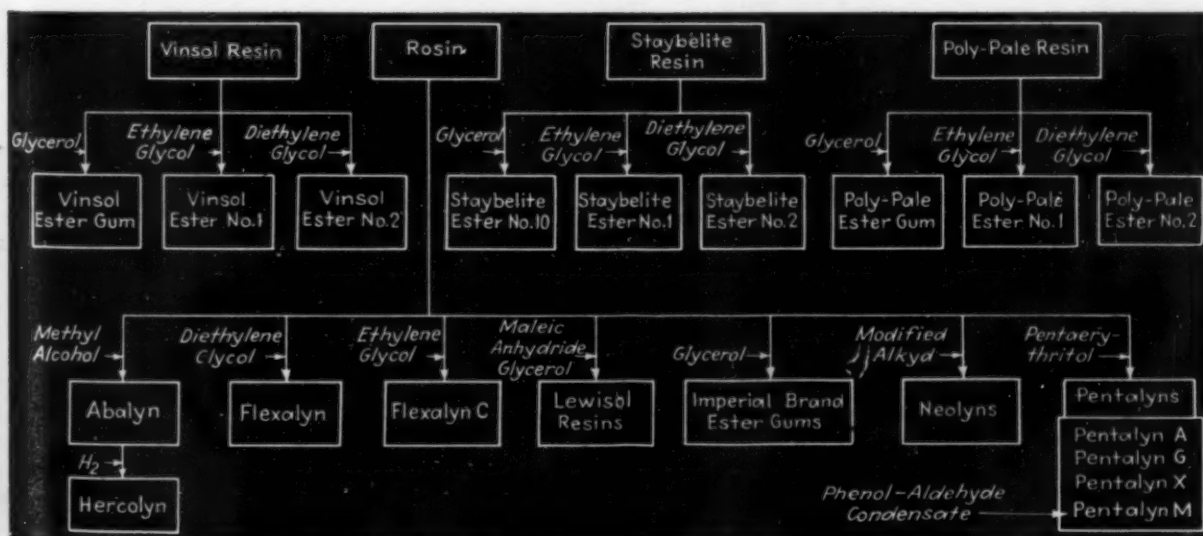 Vinsol Resin
Rosin
Staybelite
Resin
Poly-Pale Resin
Glycerol
Ethylene
Glycol
Diethylene
Glycol
Glycerol
Ethylene
Glycol
Diethylene
Glycol
Glycerol
Ethylene
Glycol
Diethylene
Glycol
Vinsol
Ester Gum
Vinsol
Ester No.1
Vinsol
Ester No.2
Staybelite
Ester No.10
Staybelite
Ester No.1
Staybelite
Ester No.2
Poly-Pale
Ester Gum
Poly-Pale
Ester No.1
Poly-Pale
Ester No.2
Methyl
Alcohol
Diethylene
Glycol
Ethylene
Glycol
Maleic
Anhydride
Glycerol
Glycerol
Modified
Alkyd
Pentaery-
thritol
Abalyn
Flexalyn
Flexalyn C
Lewisol
Resins
Imperial Brand
Ester Gums
Neolyns
Pentalyns
H2
Hercolyn
Pentalyn A
Pentalyn G
Pentalyn X
Pentalyn M
Phenol-Aldehyde
Condensate